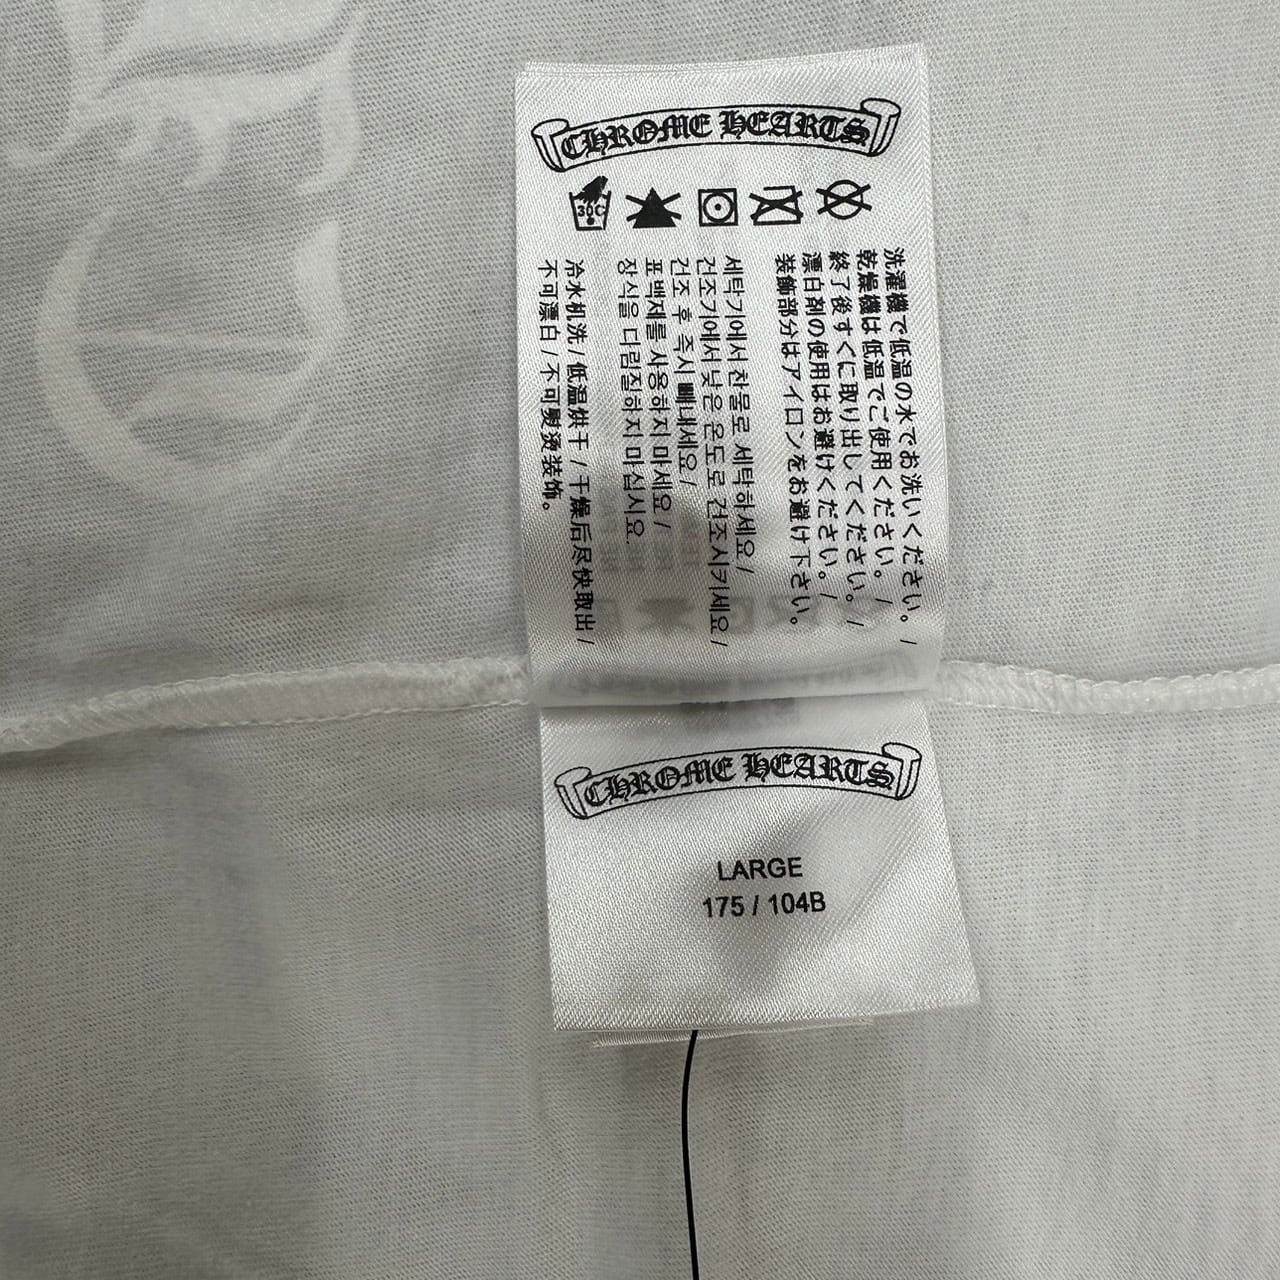 CHROME HEARTS
30C
洗濯機で低温の水でお洗いください。/
乾燥機は低温でご使用ください。/
終了後すぐに取り出してください。/
漂白剤の使用はお避けください。/
装飾部分はアイロンをお避け下さい。
세탁기에서 찬물로 세탁하세요 /
건조기에서 낮은 온도로 건조시키세요 /
건조 후 즉시 빼내세요 /
표백제를 사용하지 마세요 /
장식을 다림질하지 마십시요.
冷水机洗 / 低温烘干 / 干燥后尽快取出 /
不可漂白 / 不可熨烫装饰。
CHROME HEARTS
LARGE
175 / 104B